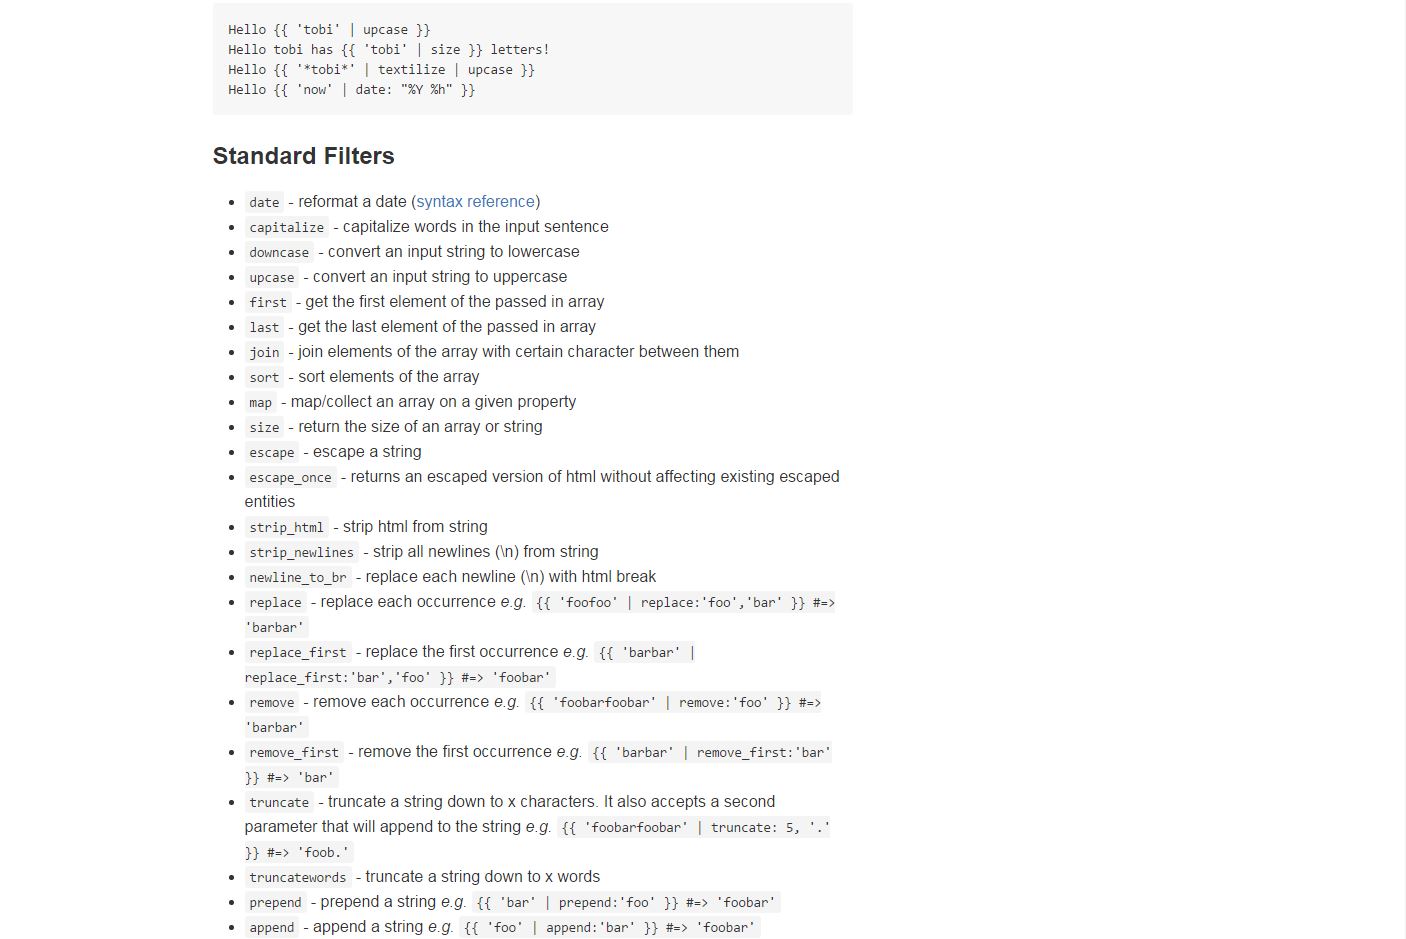 Hello {{ 'tobi' | upcase }}
Hello tobi has {{ 'tobi' | size }} letters!
Hello {{ '*tobi*' | textilize | upcase }}
Hello {{ 'now' | date: "%Y %h" }}
Standard Filters
date - reformat a date (syntax reference)
capitalize - capitalize words in the input sentence
downcase - convert an input string to lowercase
upcase - convert an input string to uppercase
first - get the first element of the passed in array
last - get the last element of the passed in array
join - join elements of the array with certain character between them
sort - sort elements of the array
map - map/collect an array on a given property
size - return the size of an array or string
escape - escape a string
escape_once - returns an escaped version of html without affecting existing escaped
entities
strip_html - strip html from string
strip_newlines - strip all newlines (\n) from string
newline_to_br - replace each newline (\n) with html break
replace - replace each occurrence e.g. {{ 'foofoo' | replace:'foo','bar' }} #=>
'barbar'
replace_first - replace the first occurrence e.g. {{ 'barbar' |
replace_first:'bar','foo' }} #=> 'foobar'
remove - remove each occurrence e.g. {{ 'foobarfoobar' | remove:'foo' }} #=>
'barbar'
remove_first - remove the first occurrence e.g. {{ 'barbar' | remove_first:'bar'
}} #=> 'bar'
truncate - truncate a string down to x characters. It also accepts a second
parameter that will append to the string e.g. {{ 'foobarfoobar' | truncate: 5, '.'
}} #=> 'foob.'
truncatewords - truncate a string down to x words
prepend - prepend a string e.g. {{ 'bar' | prepend:'foo' }} #=> 'foobar'
append - append a string e.g. {{ 'foo' | append:'bar' }} #=> 'foobar'